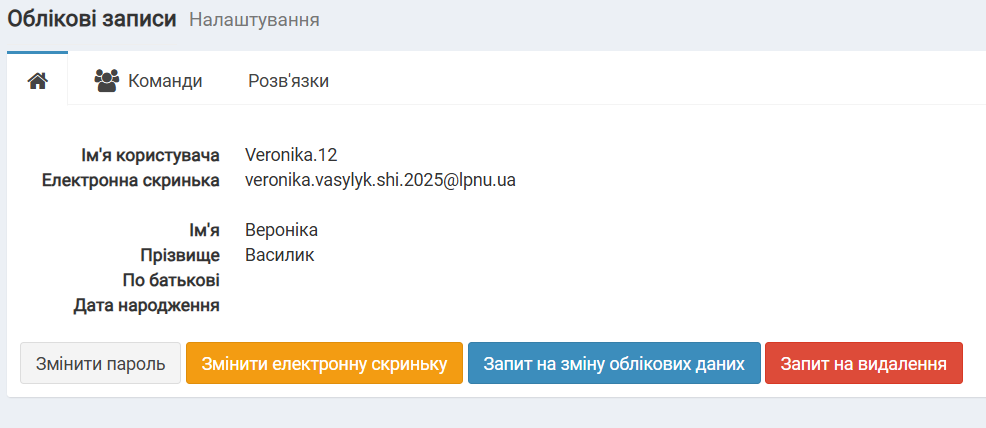 Облікові записи Налаштування
Команди Розв'язки
Ім'я користувача Veronika.12
Електронна скринька veronika.vasylyk.shi.2025@lpnu.ua
Ім'я Вероніка
Прізвище Василик
По батькові
Дата народження
Змінити пароль Змінити електронну скриньку Запит на зміну облікових даних Запит на видалення